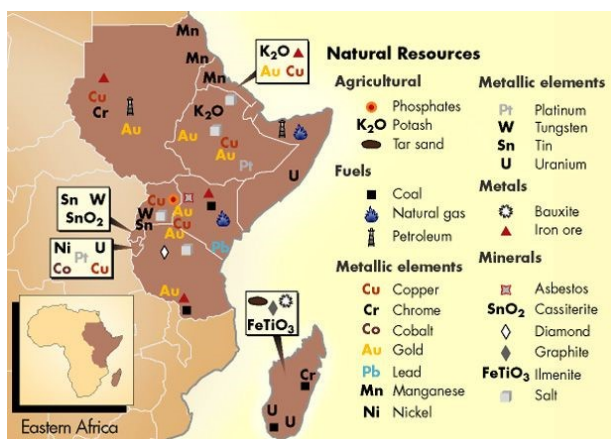 Mn
Mn
Mn
K2O
Au Cu
Cu
Cr
Au
K2O
Au
Cu
Au
Pt
U
Sn W
SnO2
Cu
W
Sn
Au
Cu
Au
Ni U
Pt
Co Cu
Pb
Au
FeTiO3
Cr
U
U
Eastern Africa
Natural Resources
Agricultural
Phosphates
K2O Potash
Tar sand
Fuels
Coal
Natural gas
Petroleum
Metallic elements
Cu Copper
Cr Chrome
Co Cobalt
Au Gold
Pb Lead
Mn Manganese
Ni Nickel
Metallic elements
Pt Platinum
W Tungsten
Sn Tin
U Uranium
Metals
Bauxite
Iron ore
Minerals
Asbestos
SnO2 Cassiterite
Diamond
Graphite
FeTiO3 Ilmenite
Salt